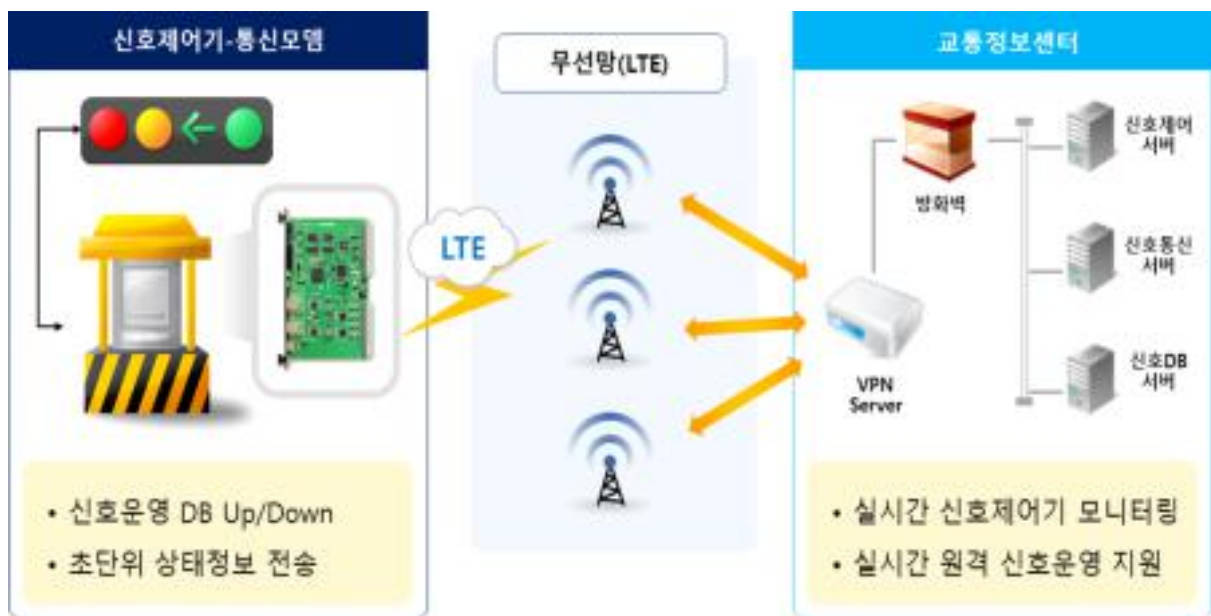 신호제어기-통신모뎀
무선망(LTE)
교통정보센터
LTE
방화벽
신호제어
서버
신호통신
서버
신호DB
서버
VPN
Server
• 신호운영 DB Up/Down
• 초단위 상태정보 전송
• 실시간 신호제어기 모니터링
• 실시간 원격 신호운영 지원